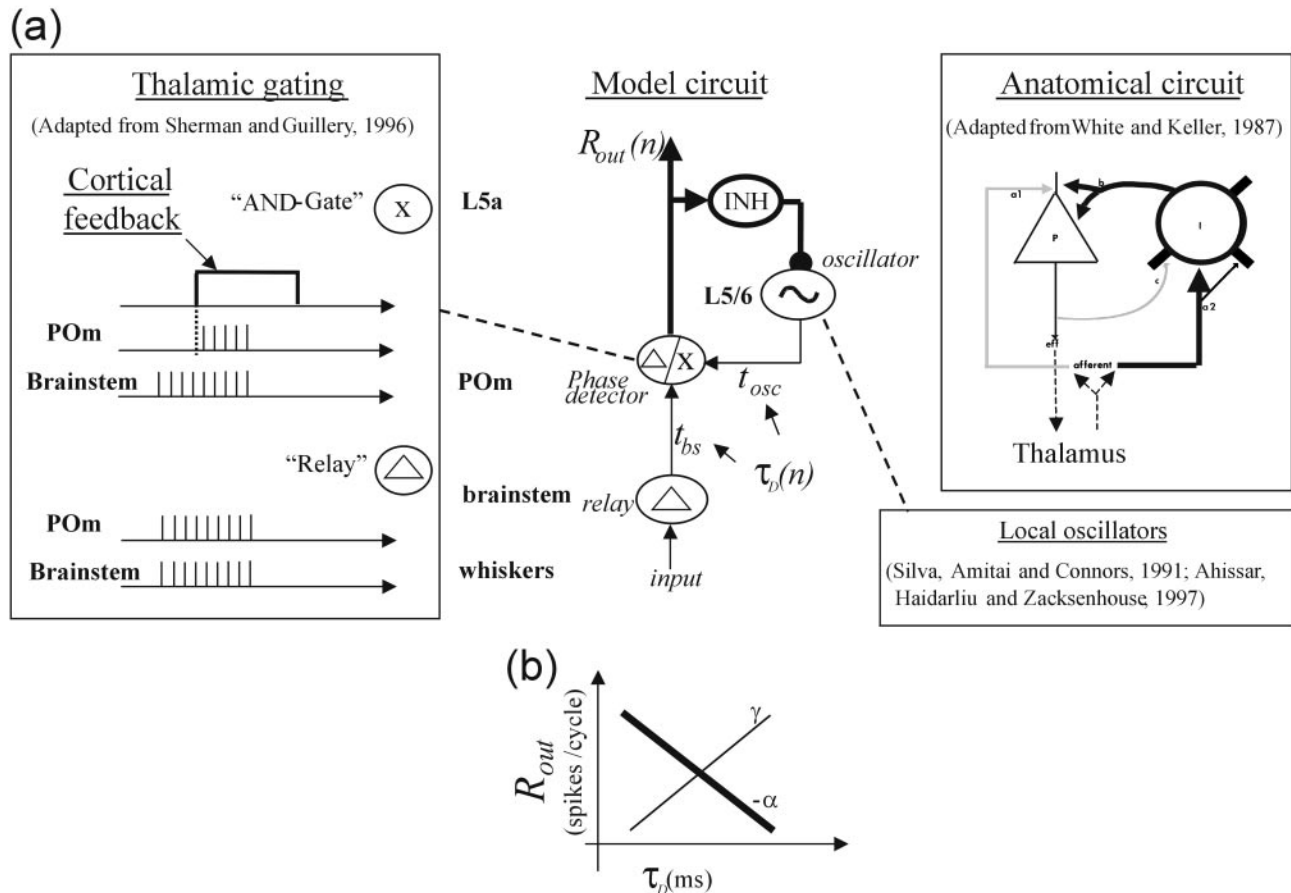 (a)
Thalamic gating
(Adapted from Sherman and Guillery, 1996)
Cortical
feedback
"AND-Gate"
X
POm
Brainstem
"Relay"
POm
Brainstem
Model circuit
R_out (n)
L5a
INH
oscillator
L5/6
X
POm
Phase
detector
t_osc
t_bs
τ_D(n)
brainstem
relay
whiskers
input
Anatomical circuit
(Adapted from White and Keller, 1987)
a1
b
P
I
c
a2
eff
afferent
Thalamus
Local oscillators
(Silva, Amitai and Connors, 1991; Ahissar,
Haidarliu and Zacksenhouse, 1997)
(b)
R_out
(spikes /cycle)
γ
-α
τ_D(ms)